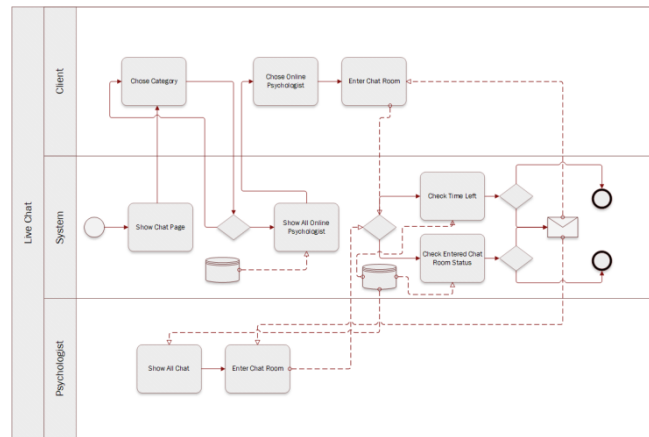 Live Chat
Client
Chose Category
Chose Online
Psychologist
Enter Chat Room
System
Show Chat Page
Show All Online
Psychologist
Check Time Left
Check Entered Chat
Room Status
Psychologist
Show All Chat
Enter Chat Room